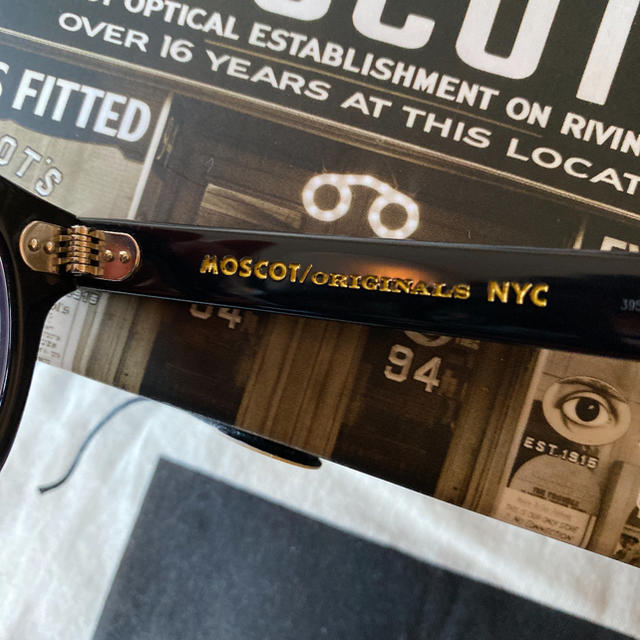 SCOT
OPTICAL ESTABLISHMENT ON RIVIN
OVER 16 YEARS AT THIS LOCAT
S FITTED
OT'S
MOSCOT/ORIGINALS NYC
94
94
EST. 1915